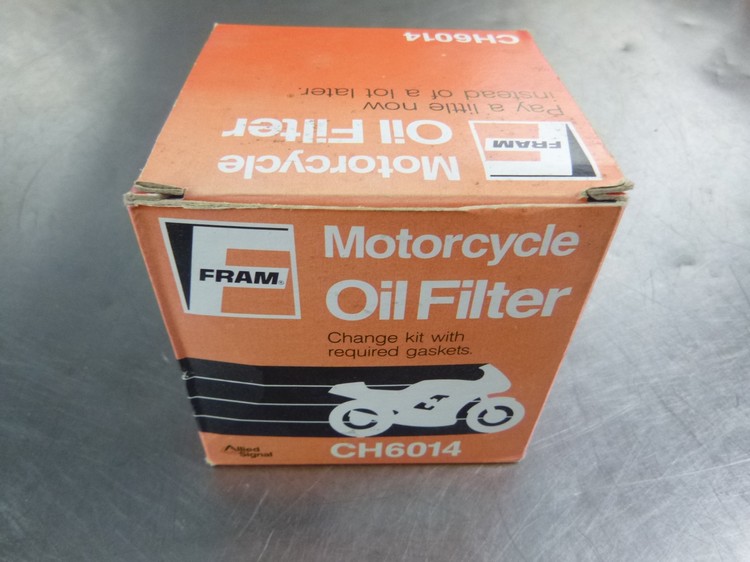 CH6014
Pay a little now
instead of a lot later.
Motorcycle
Oil Filter
FRAM
FRAM®
Motorcycle
Oil Filter
Change kit with
required gaskets.
CH6014
Allied
Signal